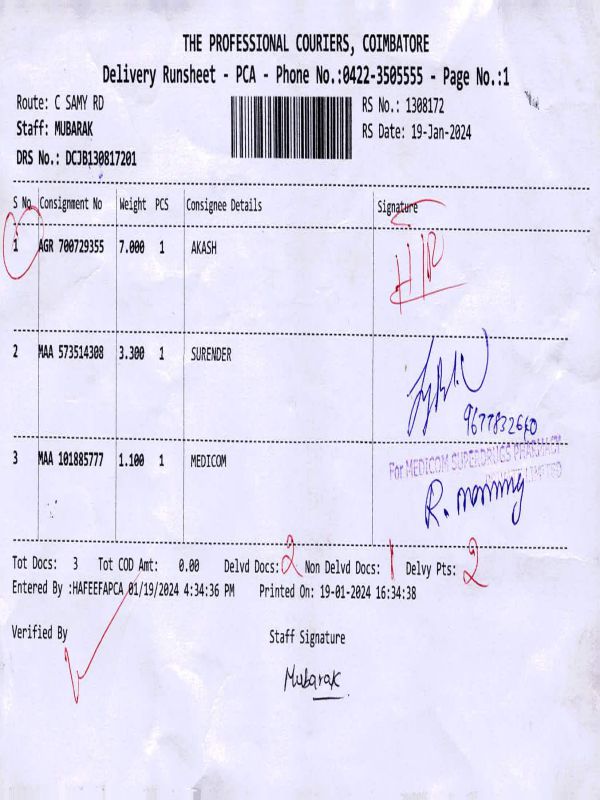 THE PROFESSIONAL COURIERS, COIMBATORE
Delivery Runsheet - PCA - Phone No.:0422-3505555 - Page No.:1
Route: C SAMY RD
RS No.: 1308172
Staff: MUBARAK
RS Date: 19-Jan-2024
DRS No.: DCJB130817201
S No. Consignment No Weight PCS Consignee Details Signature
1 AGR 700729355 7.000 1 AKASH
2 MAA 573514308 3.300 1 SURENDER
3 MAA 101885777 1.100 1 MEDICOM
For MEDICOM SUPERDRUGS PHARMACY
LIMITED
Tot Docs: 3 Tot COD Amt: 0.00 Delvd Docs: 2 Non Delvd Docs: 1 Delvy Pts: 2
Entered By :HAFEEFAPCA 01/19/2024 4:34:36 PM Printed On: 19-01-2024 16:34:38
Verified By
Staff Signature
Mubarak